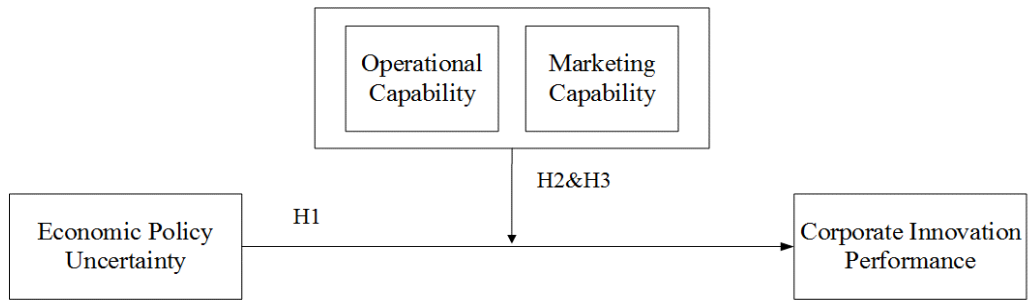 Operational
Capability
Marketing
Capability
H2&H3
H1
Economic Policy
Uncertainty
Corporate Innovation
Performance